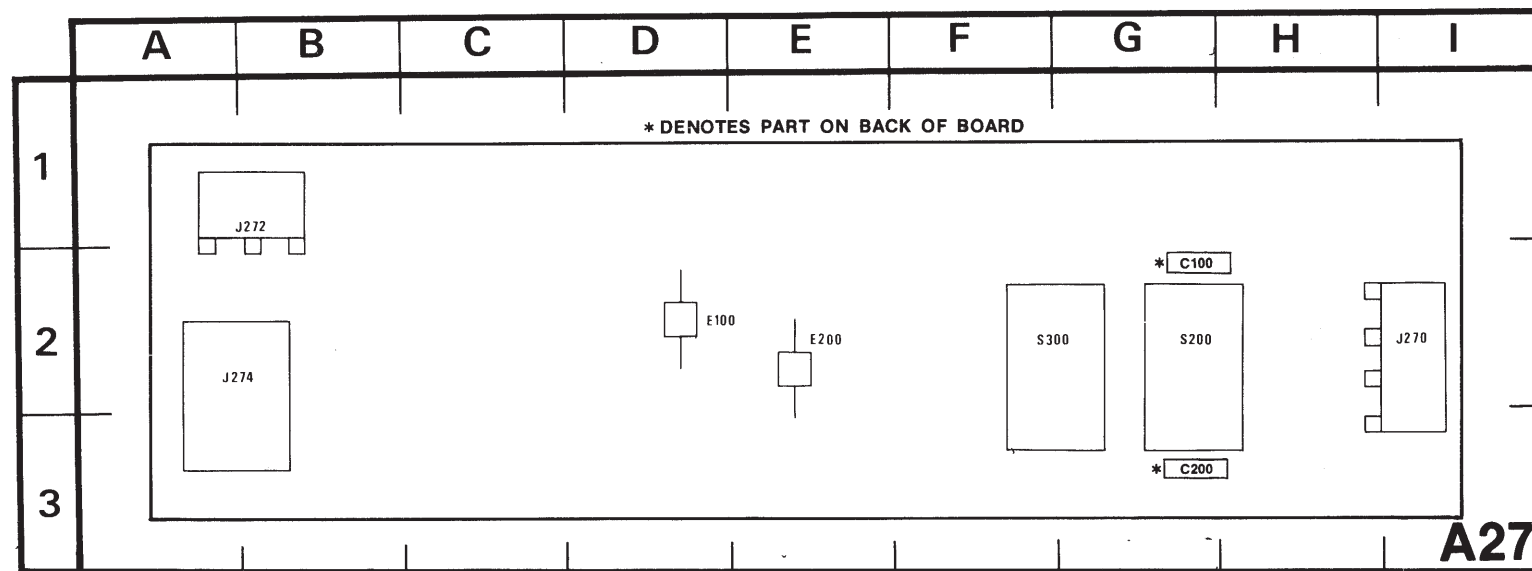 A B C D E F G H I
* DENOTES PART ON BACK OF BOARD
1
J272
* C100
2
E100
E200
S300
S200
J270
J274
* C200
3
A27